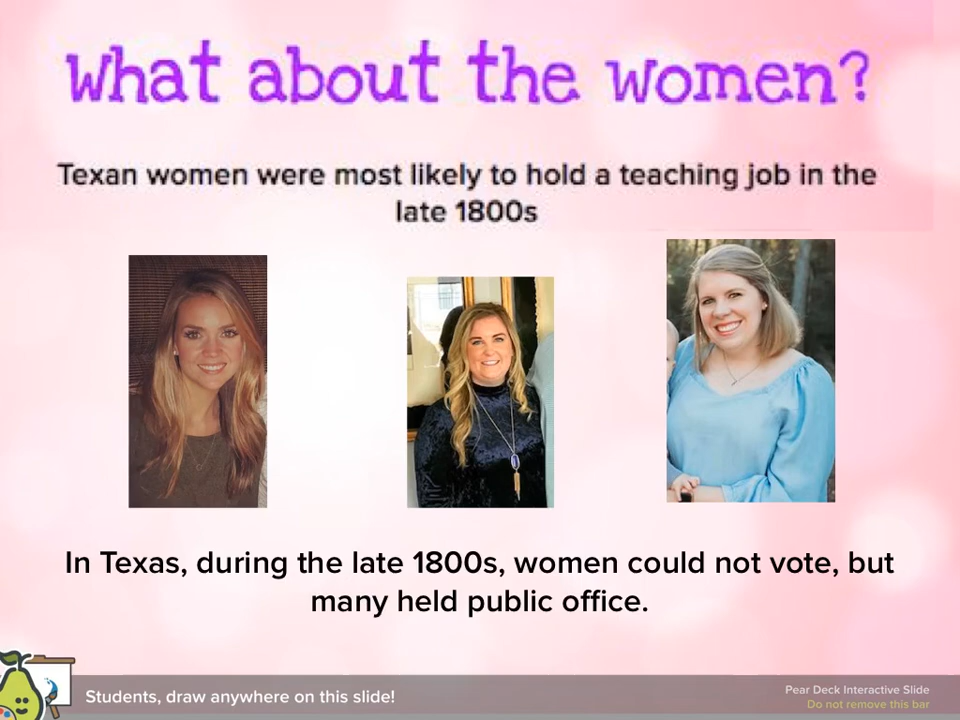 What about the women?
Texan women were most likely to hold a teaching job in the
late 1800s
In Texas, during the late 1800s, women could not vote, but
many held public office.
Students, draw anywhere on this slide!
Pear Deck Interactive Slide
Do not remove this bar